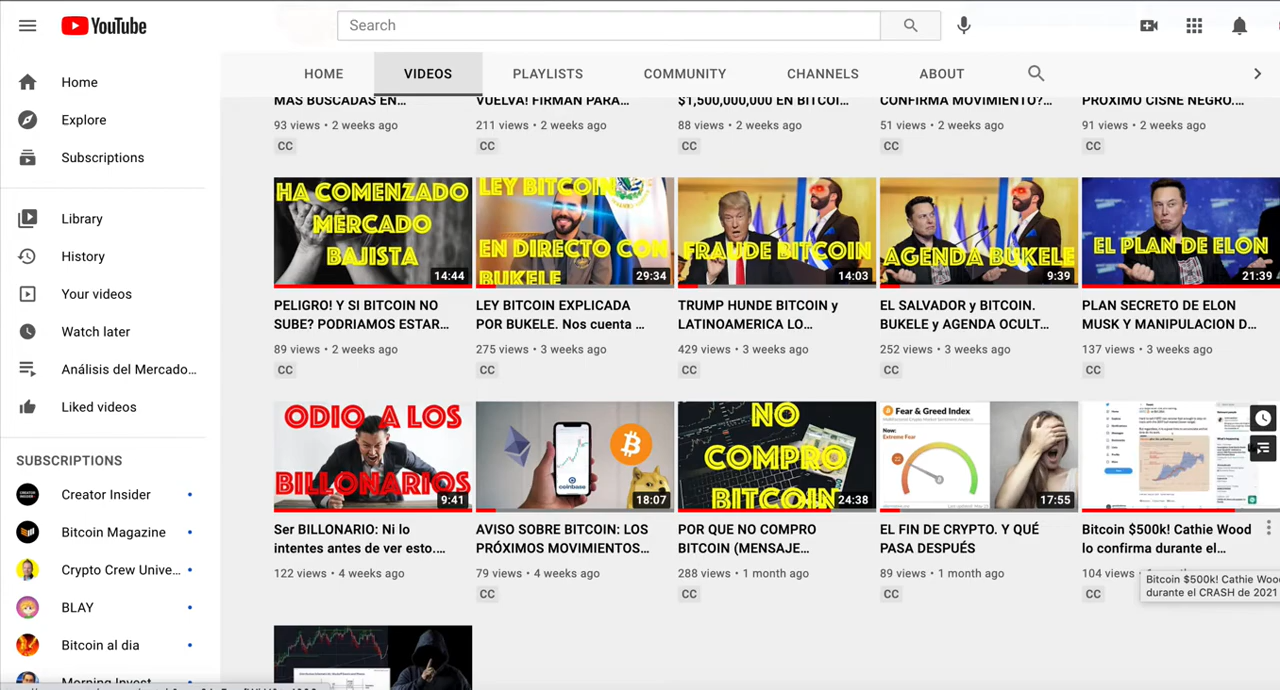 YouTube
Search
Home
Explore
Subscriptions
Library
History
Your videos
Watch later
Análisis del Mercado...
Liked videos
SUBSCRIPTIONS
Creator Insider
Bitcoin Magazine
Crypto Crew Unive...
BLAY
Bitcoin al dia
Morning Invest
HOME VIDEOS PLAYLISTS COMMUNITY CHANNELS ABOUT
MAS BUSCADAS EN...
93 views • 2 weeks ago
CC
VUELVA! FIRMAN PARA...
211 views • 2 weeks ago
CC
$1,500,000,000 EN BITCOI...
88 views • 2 weeks ago
CC
CONFIRMA MOVIMIENTO?...
51 views • 2 weeks ago
CC
PROXIMO CISNE NEGRO....
91 views • 2 weeks ago
CC
HA COMENZADO
MERCADO
BAJISTA
14:44
PELIGRO! Y SI BITCOIN NO
SUBE? PODRIAMOS ESTAR...
89 views • 2 weeks ago
CC
LEY BITCOIN
EN DIRECTO CON
BUKELE
29:34
LEY BITCOIN EXPLICADA
POR BUKELE. Nos cuenta ...
275 views • 3 weeks ago
CC
FRAUDE BITCOIN
14:03
TRUMP HUNDE BITCOIN y
LATINOAMERICA LO...
429 views • 3 weeks ago
CC
AGENDA BUKELE
9:39
EL SALVADOR y BITCOIN.
BUKELE y AGENDA OCULT...
252 views • 3 weeks ago
CC
EL PLAN DE ELON
21:39
PLAN SECRETO DE ELON
MUSK Y MANIPULACION D...
137 views • 3 weeks ago
CC
ODIO A LOS
BILLONARIOS
9:41
Ser BILLONARIO: Ni lo
intentes antes de ver esto....
122 views • 4 weeks ago
coinbase
18:07
AVISO SOBRE BITCOIN: LOS
PRÓXIMOS MOVIMIENTOS...
79 views • 4 weeks ago
CC
NO
COMPRO
BITCOIN
24:38
POR QUE NO COMPRO
BITCOIN (MENSAJE...
288 views • 1 month ago
CC
Fear & Greed Index
Now:
Extreme Fear
17:55
EL FIN DE CRYPTO. Y QUÉ
PASA DESPUÉS
89 views • 1 month ago
CC
Bitcoin $500k! Cathie Wood
lo confirma durante el...
104 views
CC
Bitcoin $500k! Cathie Wood
durante el CRASH de 2021